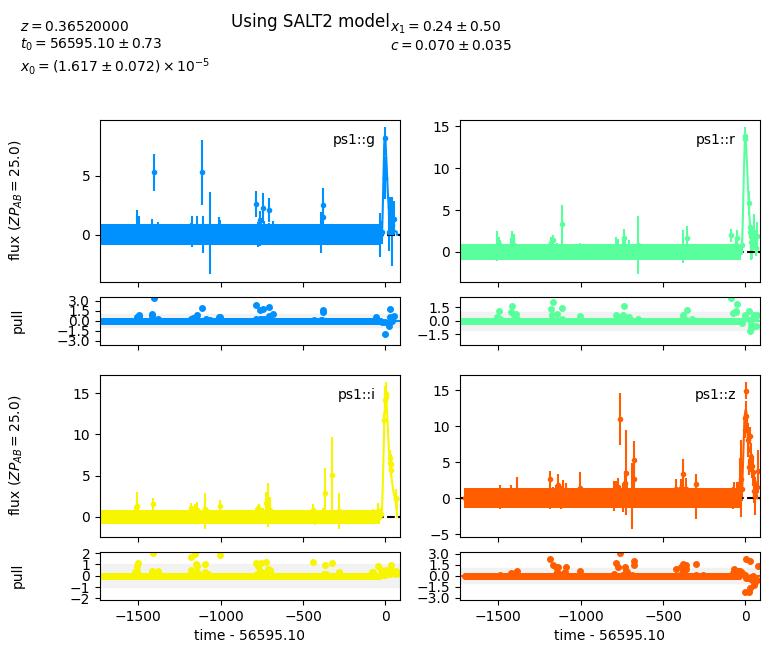 Using SALT2 model
z = 0.36520000
t0 = 56595.10 ± 0.73
x0 = (1.617 ± 0.072) × 10^-5
x1 = 0.24 ± 0.50
c = 0.070 ± 0.035
flux (ZP_AB = 25.0)
ps1::g
5
0
ps1::r
15
10
5
0
pull
3.0
1.5
0.0
−1.5
−3.0
1.5
0.0
−1.5
flux (ZP_AB = 25.0)
ps1::i
15
10
5
0
ps1::z
15
10
5
0
−5
pull
2
1
0
−1
−2
3.0
1.5
0.0
−1.5
−3.0
−1500 −1000 −500 0
time - 56595.10
−1500 −1000 −500 0
time - 56595.10